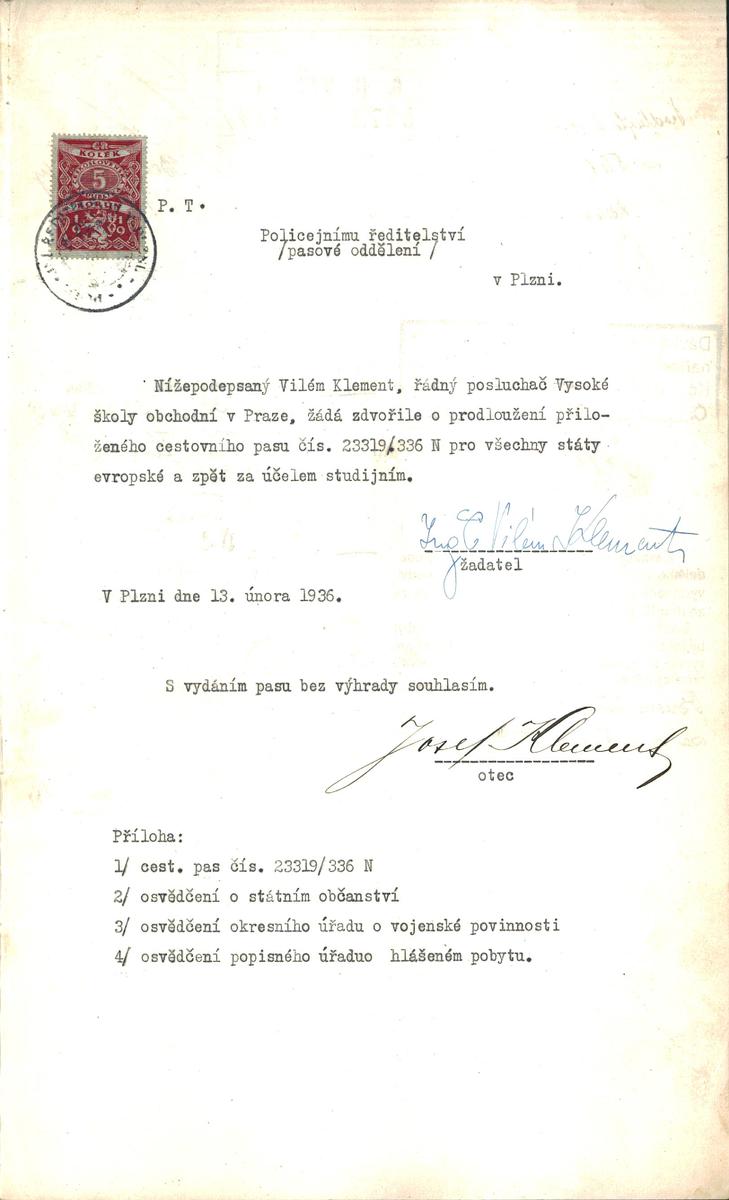 KOLEK
5
P. T.
Policejnímu ředitelství
/pasové oddělení /
v Plzni.
Nížepodepsaný Vilém Klement, řádný posluchač Vysoké
školy obchodní v Praze, žádá zdvořile o prodloužení přilo-
ženého cestovního pasu čís. 23319/336 N pro všechny státy
evropské a zpět za účelem studijním.
Ing C Vilém Klement
žadatel
V Plzni dne 13. února 1936.
S vydáním pasu bez výhrady souhlasím.
Josef Klement
otec
Příloha:
1/ cest. pas čís. 23319/336 N
2/ osvědčení o státním občanství
3/ osvědčení okresního úřadu o vojenské povinnosti
4/ osvědčení popisného úřaduo hlášeném pobytu.